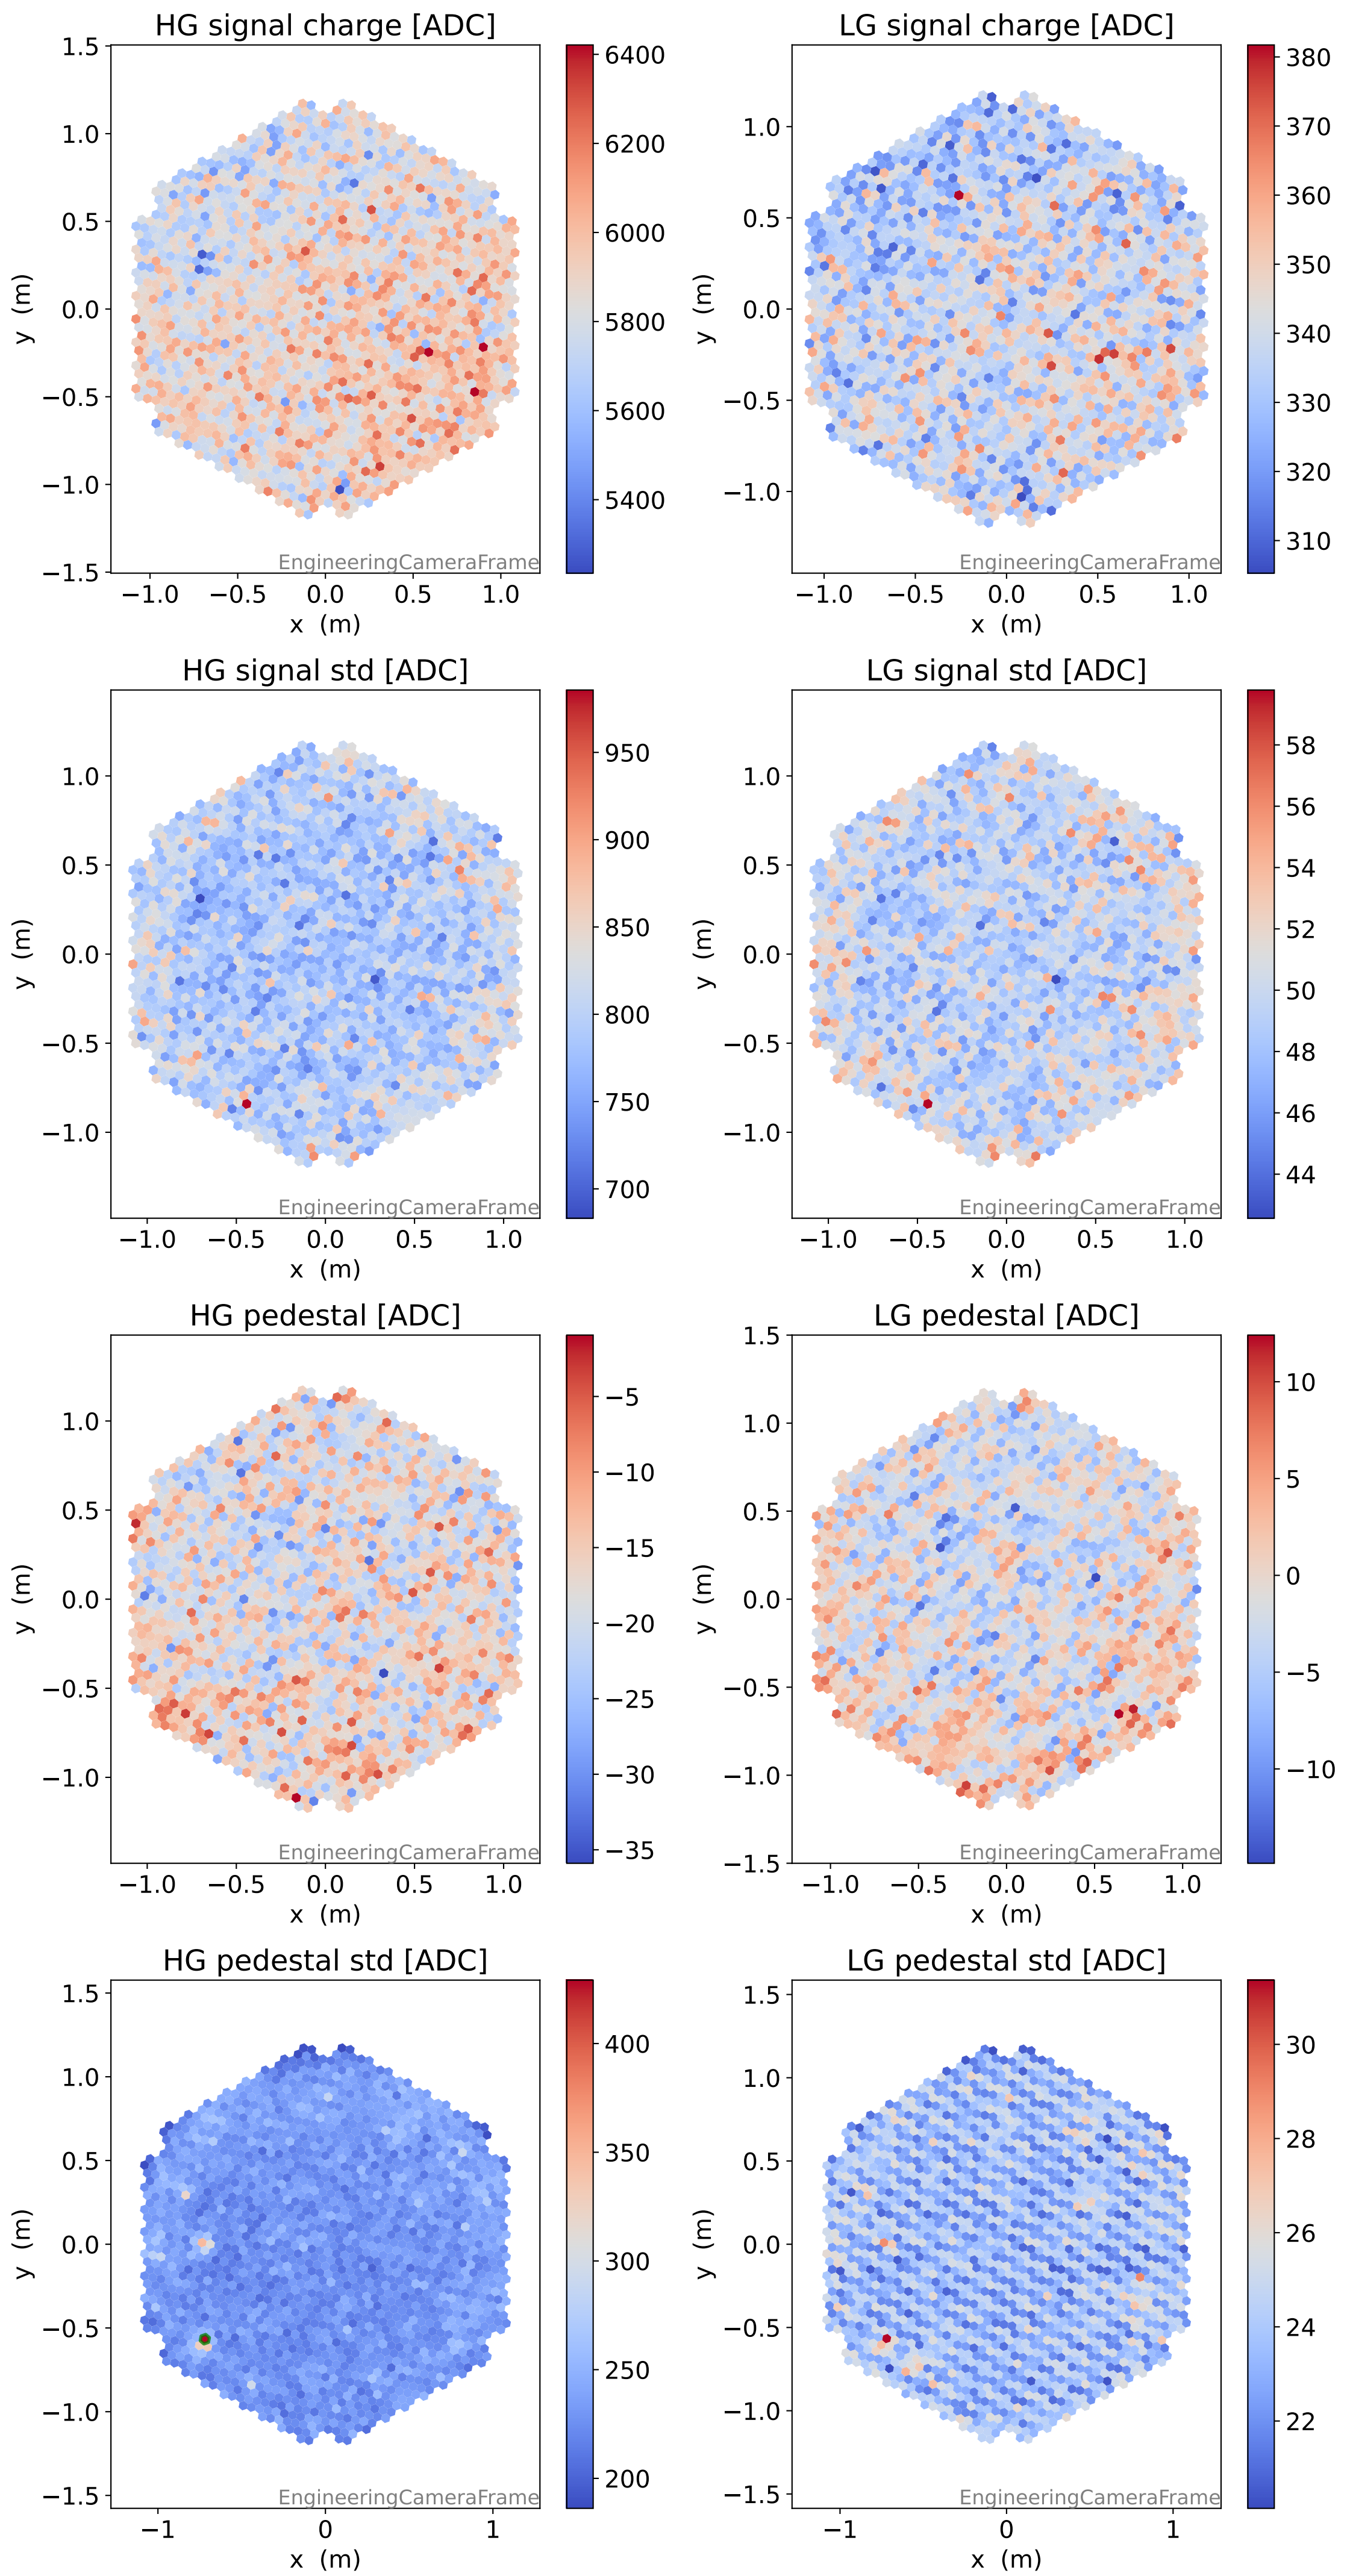 HG signal charge [ADC]
1.5
1.0
0.5
0.0
−0.5
−1.0
−1.5
y (m)
−1.0 −0.5 0.0 0.5 1.0
x (m)
EngineeringCameraFrame
6400
6200
6000
5800
5600
5400
LG signal charge [ADC]
1.0
0.5
0.0
−0.5
−1.0
y (m)
−1.0 −0.5 0.0 0.5 1.0
x (m)
EngineeringCameraFrame
380
370
360
350
340
330
320
310
HG signal std [ADC]
1.0
0.5
0.0
−0.5
−1.0
y (m)
−1.0 −0.5 0.0 0.5 1.0
x (m)
EngineeringCameraFrame
950
900
850
800
750
700
LG signal std [ADC]
1.0
0.5
0.0
−0.5
−1.0
y (m)
−1.0 −0.5 0.0 0.5 1.0
x (m)
EngineeringCameraFrame
58
56
54
52
50
48
46
44
HG pedestal [ADC]
1.0
0.5
0.0
−0.5
−1.0
y (m)
−1.0 −0.5 0.0 0.5 1.0
x (m)
EngineeringCameraFrame
−5
−10
−15
−20
−25
−30
−35
LG pedestal [ADC]
1.5
1.0
0.5
0.0
−0.5
−1.0
−1.5
y (m)
−1.0 −0.5 0.0 0.5 1.0
x (m)
EngineeringCameraFrame
10
5
0
−5
−10
HG pedestal std [ADC]
1.5
1.0
0.5
0.0
−0.5
−1.0
−1.5
y (m)
−1 0 1
x (m)
EngineeringCameraFrame
400
350
300
250
200
LG pedestal std [ADC]
1.5
1.0
0.5
0.0
−0.5
−1.0
−1.5
y (m)
−1 0 1
x (m)
EngineeringCameraFrame
30
28
26
24
22